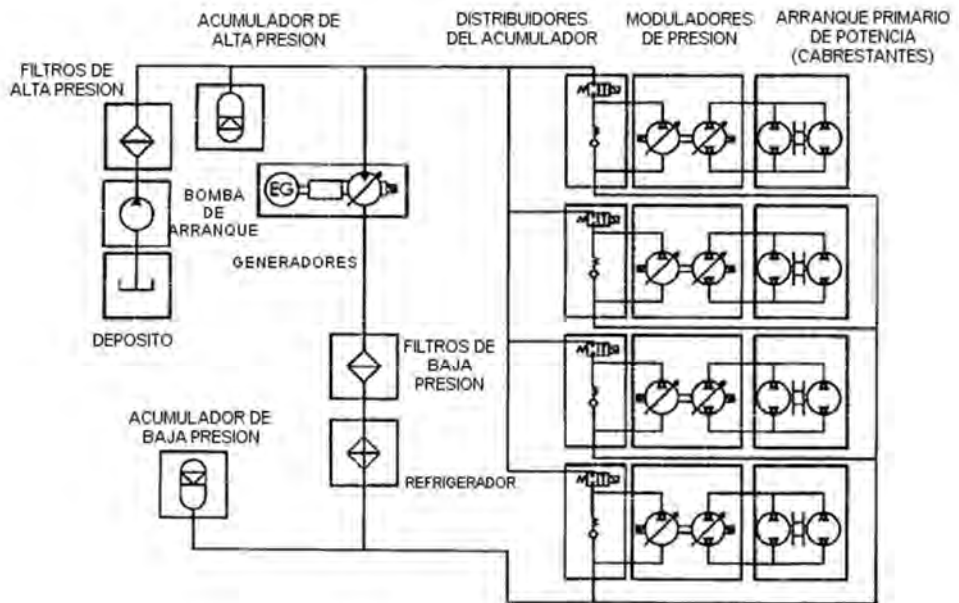 ACUMULADOR DE
ALTA PRESION
DISTRIBUIDORES
DEL ACUMULADOR
MODULADORES
DE PRESION
ARRANQUE PRIMARIO
DE POTENCIA
(CABRESTANTES)
FILTROS DE
ALTA PRESION
EG
BOMBA
DE
ARRANQUE
GENERADORES
DEPOSITO
FILTROS DE
BAJA
PRESION
ACUMULADOR DE
BAJA PRESION
REFRIGERADOR